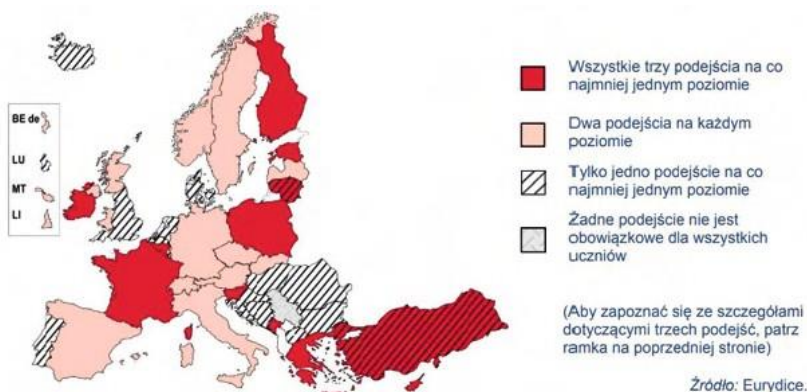 BE de
LU
MT
LI
Wszystkie trzy podejścia na co
najmniej jednym poziomie
Dwa podejścia na każdym
poziomie
Tylko jedno podejście na co
najmniej jednym poziomie
Żadne podejście nie jest
obowiązkowe dla wszystkich
uczniów
(Aby zapoznać się ze szczegółami
dotyczącymi trzech podejść, patrz
ramka na poprzedniej stronie)
Źródło: Eurydice.